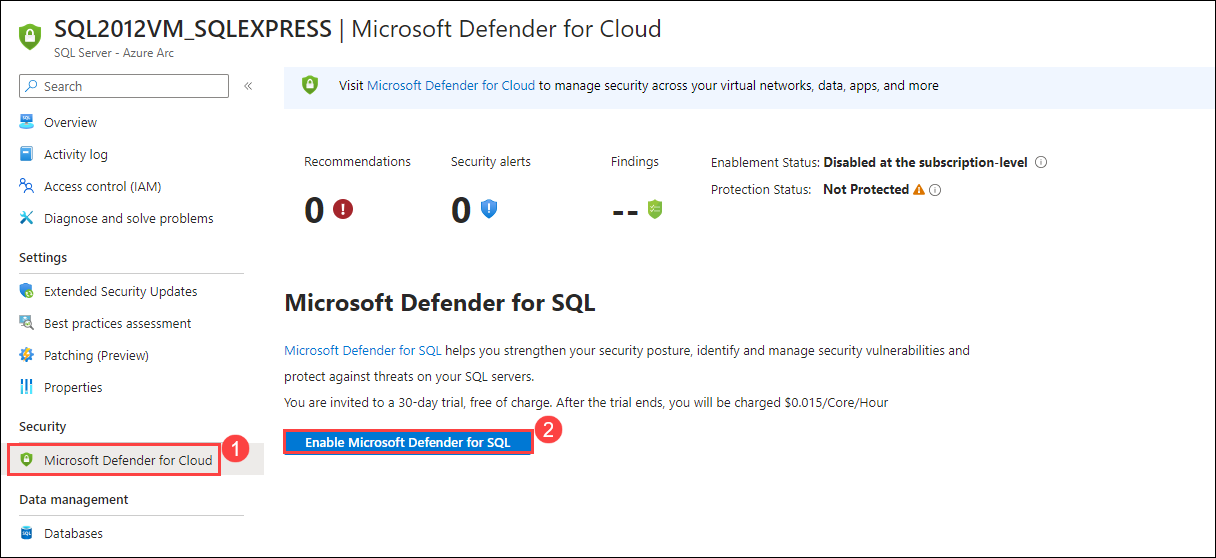 SQL2012VM_SQLEXPRESS | Microsoft Defender for Cloud
SQL Server - Azure Arc
Search
«
Overview
Activity log
Access control (IAM)
Diagnose and solve problems
Settings
Extended Security Updates
Best practices assessment
Patching (Preview)
Properties
Security
Microsoft Defender for Cloud
1
Data management
Databases
Visit Microsoft Defender for Cloud to manage security across your virtual networks, data, apps, and more
Recommendations
0
Security alerts
0
Findings
--
Enablement Status: Disabled at the subscription-level
Protection Status: Not Protected
Microsoft Defender for SQL
Microsoft Defender for SQL helps you strengthen your security posture, identify and manage security vulnerabilities and
protect against threats on your SQL servers.
You are invited to a 30-day trial, free of charge. After the trial ends, you will be charged $0.015/Core/Hour
Enable Microsoft Defender for SQL
2